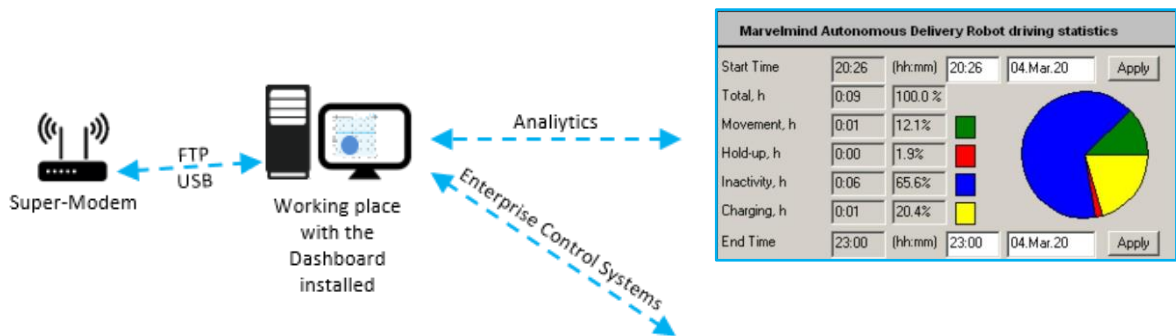 Super-Modem
FTP
USB
Working place
with the
Dashboard
installed
Analiytics
Enterprise Control Systems
Marvelmind Autonomous Delivery Robot driving statistics
Start Time 20:26 (hh:mm) 20:26 04.Mar.20 Apply
Total, h 0:09 100.0 %
Movement, h 0:01 12.1%
Hold-up, h 0:00 1.9%
Inactivity, h 0:06 65.6%
Charging, h 0:01 20.4%
End Time 23:00 (hh:mm) 23:00 04.Mar.20 Apply